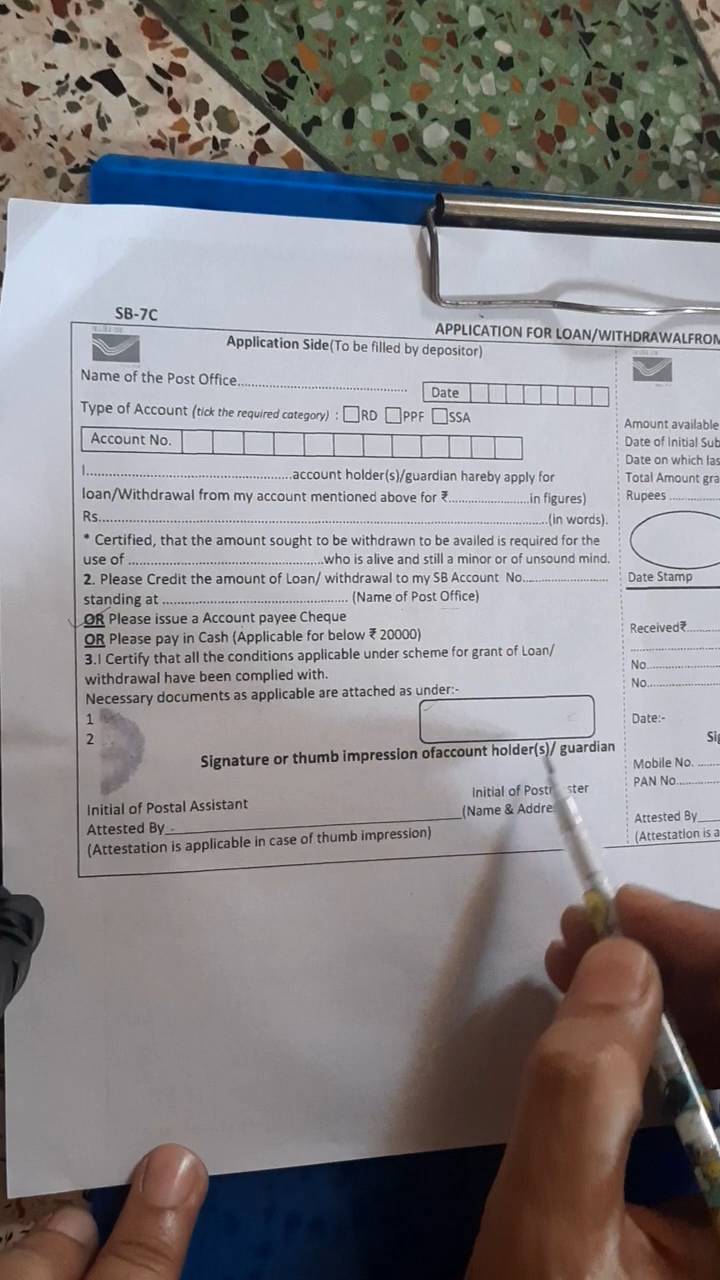 SB-7C
APPLICATION FOR LOAN/WITHDRAWALFROM
Application Side(To be filled by depositor)
Name of the Post Office..........................................
Date
Type of Account (tick the required category) : RD PPF SSA
Account No.
I..................................................account holder(s)/guardian hereby apply for
loan/Withdrawal from my account mentioned above for ₹....................in figures)
Rs..........................................................................................................(in words).
* Certified, that the amount sought to be withdrawn to be availed is required for the
use of ................................................who is alive and still a minor or of unsound mind.
2. Please Credit the amount of Loan/ withdrawal to my SB Account No.....................
standing at .............................................. (Name of Post Office)
OR Please issue a Account payee Cheque
OR Please pay in Cash (Applicable for below ₹ 20000)
3.I Certify that all the conditions applicable under scheme for grant of Loan/
withdrawal have been complied with.
Necessary documents as applicable are attached as under:-
1
2
Signature or thumb impression ofaccount holder(s)/ guardian
Initial of Postal Assistant
Initial of
(Name &
Attested By
(Attestation is applicable in case of thumb impression)
Amount available
Date of Initial Sub
Date on which las
Total Amount gra
Rupees ............
Date Stamp
Received₹........
No...................
No...................
Date:-
Sig
Mobile No. ......
PAN No............
Attested By
(Attestation is a